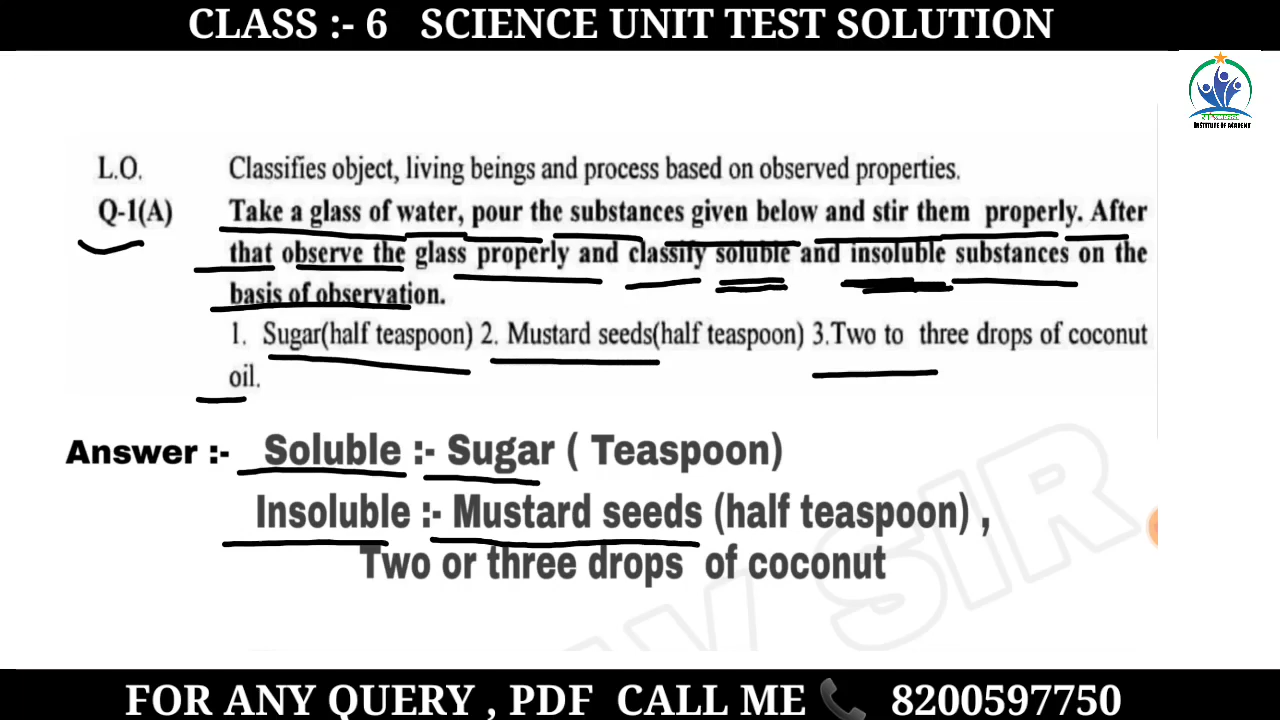 CLASS :- 6 SCIENCE UNIT TEST SOLUTION
INSTITUTE OF ACADEMY
L.O. Classifies object, living beings and process based on observed properties.
Q-1(A) Take a glass of water, pour the substances given below and stir them properly. After
that observe the glass properly and classify soluble and insoluble substances on the
basis of observation.
1. Sugar(half teaspoon) 2. Mustard seeds(half teaspoon) 3.Two to three drops of coconut
oil.
Answer :- Soluble :- Sugar ( Teaspoon)
Insoluble :- Mustard seeds (half teaspoon) ,
Two or three drops of coconut
SIR
FOR ANY QUERY , PDF CALL ME 8200597750